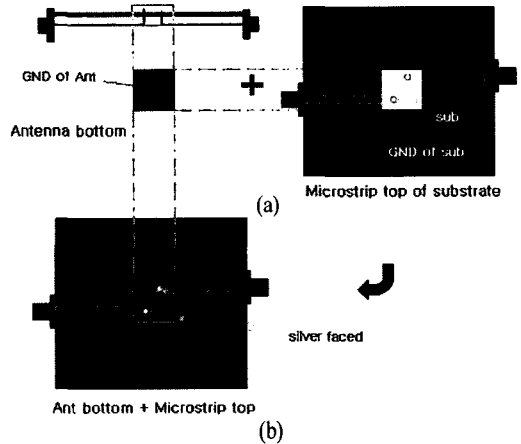 GND of Ant
Antenna bottom
+
sub
GND of sub
Microstrip top of substrate
(a)
silver faced
Ant bottom + Microstrip top
(b)